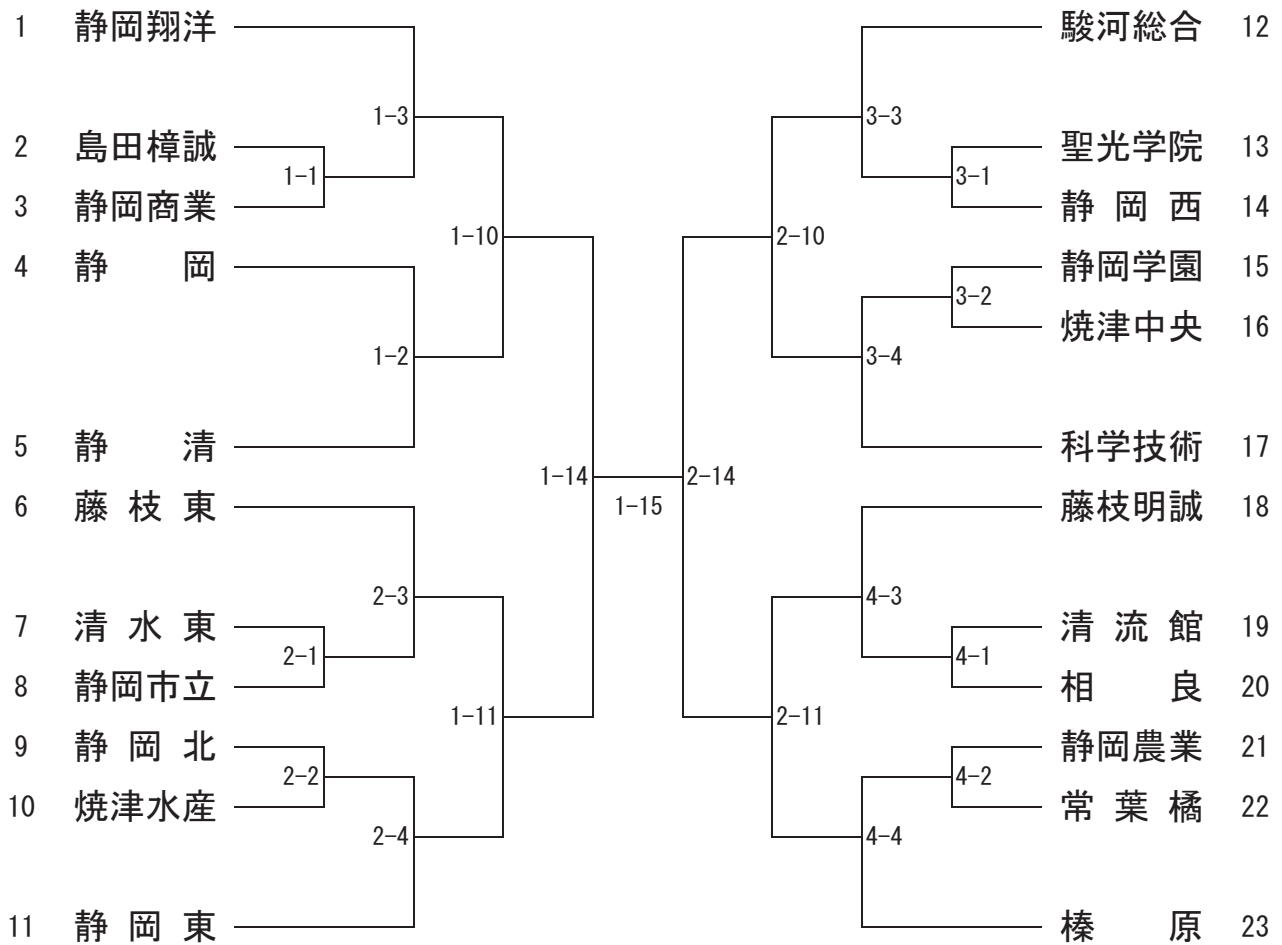 1 静岡翔洋
駿河総合 12
1-3
3-3
2 島田樟誠
聖光学院 13
1-1
3-1
3 静岡商業
静岡西 14
1-10
2-10
4 静岡
静岡学園 15
3-2
焼津中央 16
1-2
3-4
5 静清
科学技術 17
1-14
2-14
1-15
6 藤枝東
藤枝明誠 18
2-3
4-3
7 清水東
清流館 19
2-1
4-1
8 静岡市立
相良 20
1-11
2-11
9 静岡北
静岡農業 21
2-2
4-2
10 焼津水産
常葉橘 22
2-4
4-4
11 静岡東
榛原 23